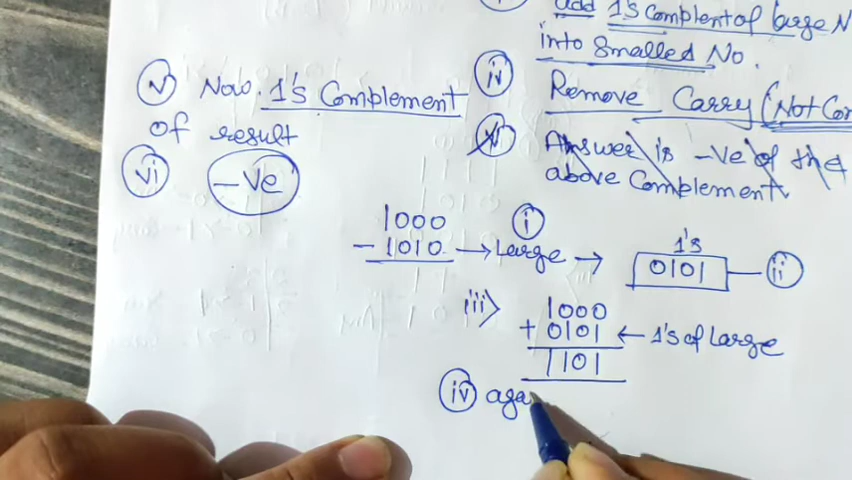 add 1's Complent of large N
into Smalled No.
iv Remove Carry (Not Con
v Answer is -Ve of the
above Complement
v Now. 1's Complement
of result
vi -Ve
1000 i
- 1010 → Large → 1's 0101 — ii
iii> 1000
+ 0101 ← 1's of Large
1101
iv aga